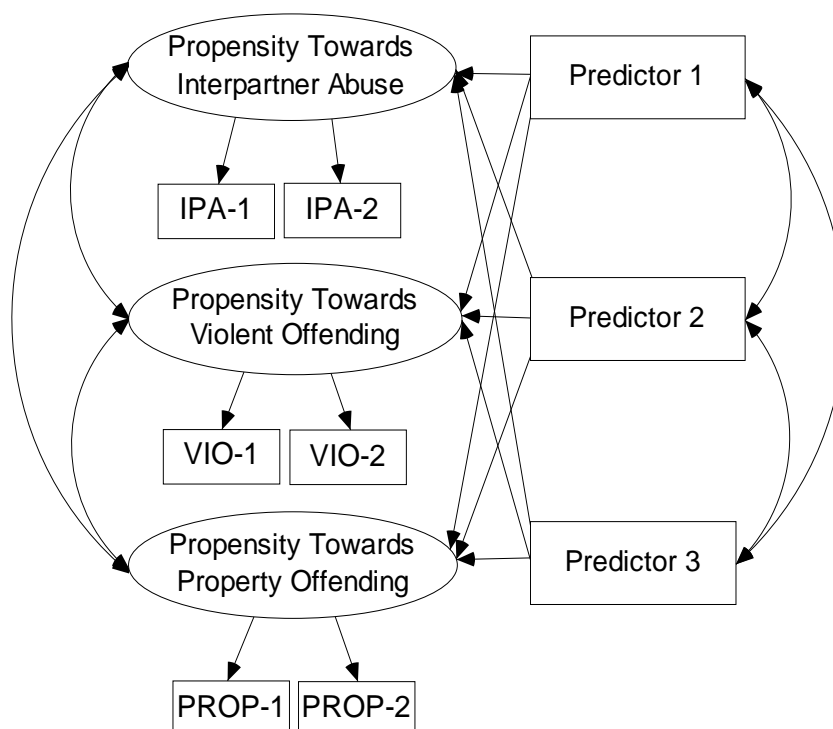 Propensity Towards
Interpartner Abuse
Predictor 1
IPA-1
IPA-2
Propensity Towards
Violent Offending
Predictor 2
VIO-1
VIO-2
Propensity Towards
Property Offending
Predictor 3
PROP-1
PROP-2